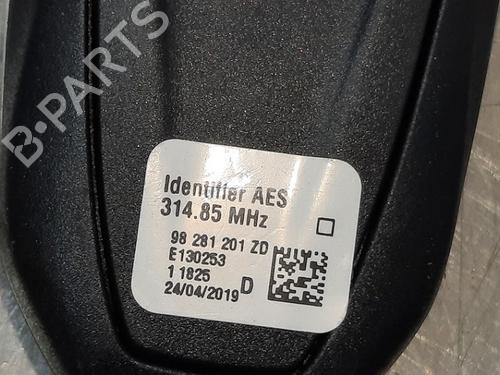 B-PARTS
Identifier AES
314.85 MHz
98 281 201 ZD
E130253
1 1825
D
24/04/2019